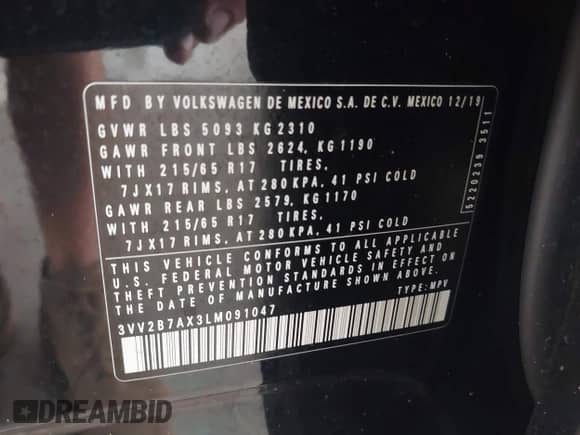 MFD BY VOLKSWAGEN DE MEXICO S.A. DE C.V. MEXICO 12/19
GVWR LBS 5093 KG 2310
GAWR FRONT LBS 2624, KG 1190
WITH 215/65 R17 TIRES,
7JX17 RIMS, AT 280 KPA, 41 PSI COLD
GAWR REAR LBS 2579, KG 1170
WITH 215/65 R17 TIRES,
7JX17 RIMS, AT 280 KPA, 41 PSI COLD
THIS VEHICLE CONFORMS TO ALL APPLICABLE
U.S. FEDERAL MOTOR VEHICLE SAFETY AND
THEFT PREVENTION STANDARDS IN EFFECT ON
THE DATE OF MANUFACTURE SHOWN ABOVE.
3VV2B7AX3LM091047 TYPE: MPV
5220239 3511
DREAMBID